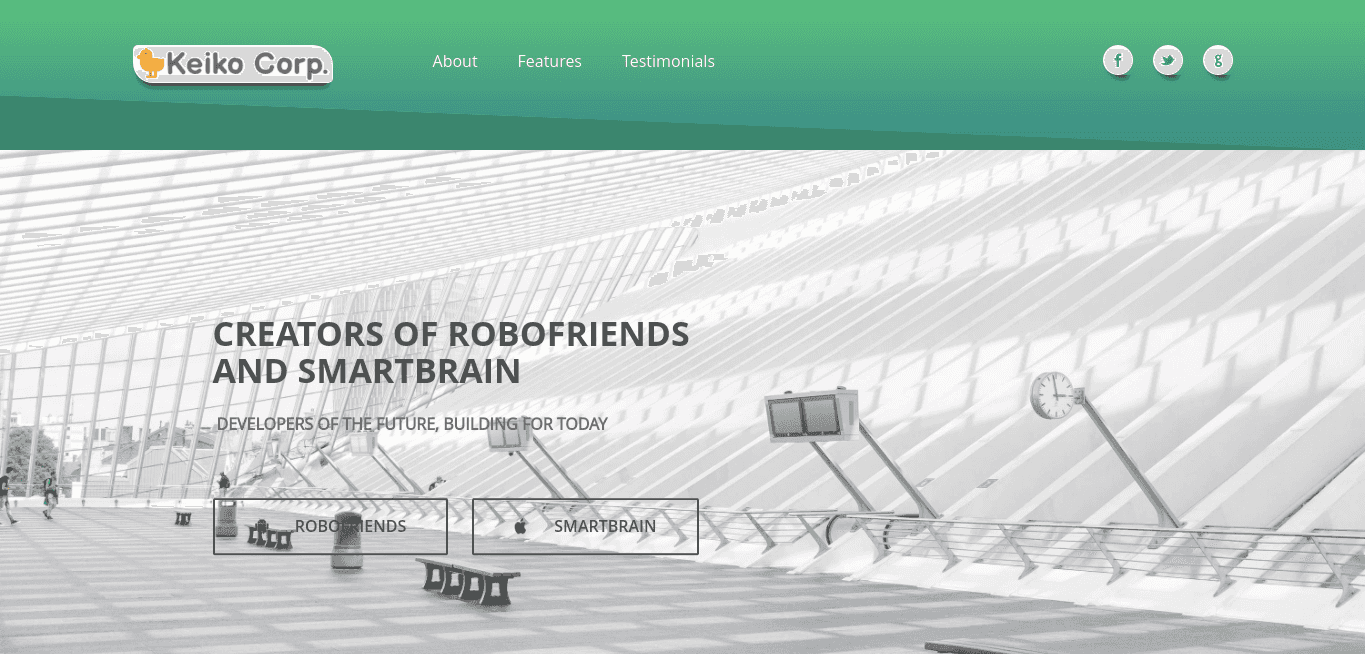 Keiko Corp.
About
Features
Testimonials
CREATORS OF ROBOFRIENDS
AND SMARTBRAIN
DEVELOPERS OF THE FUTURE, BUILDING FOR TODAY
ROBOFRIENDS
SMARTBRAIN